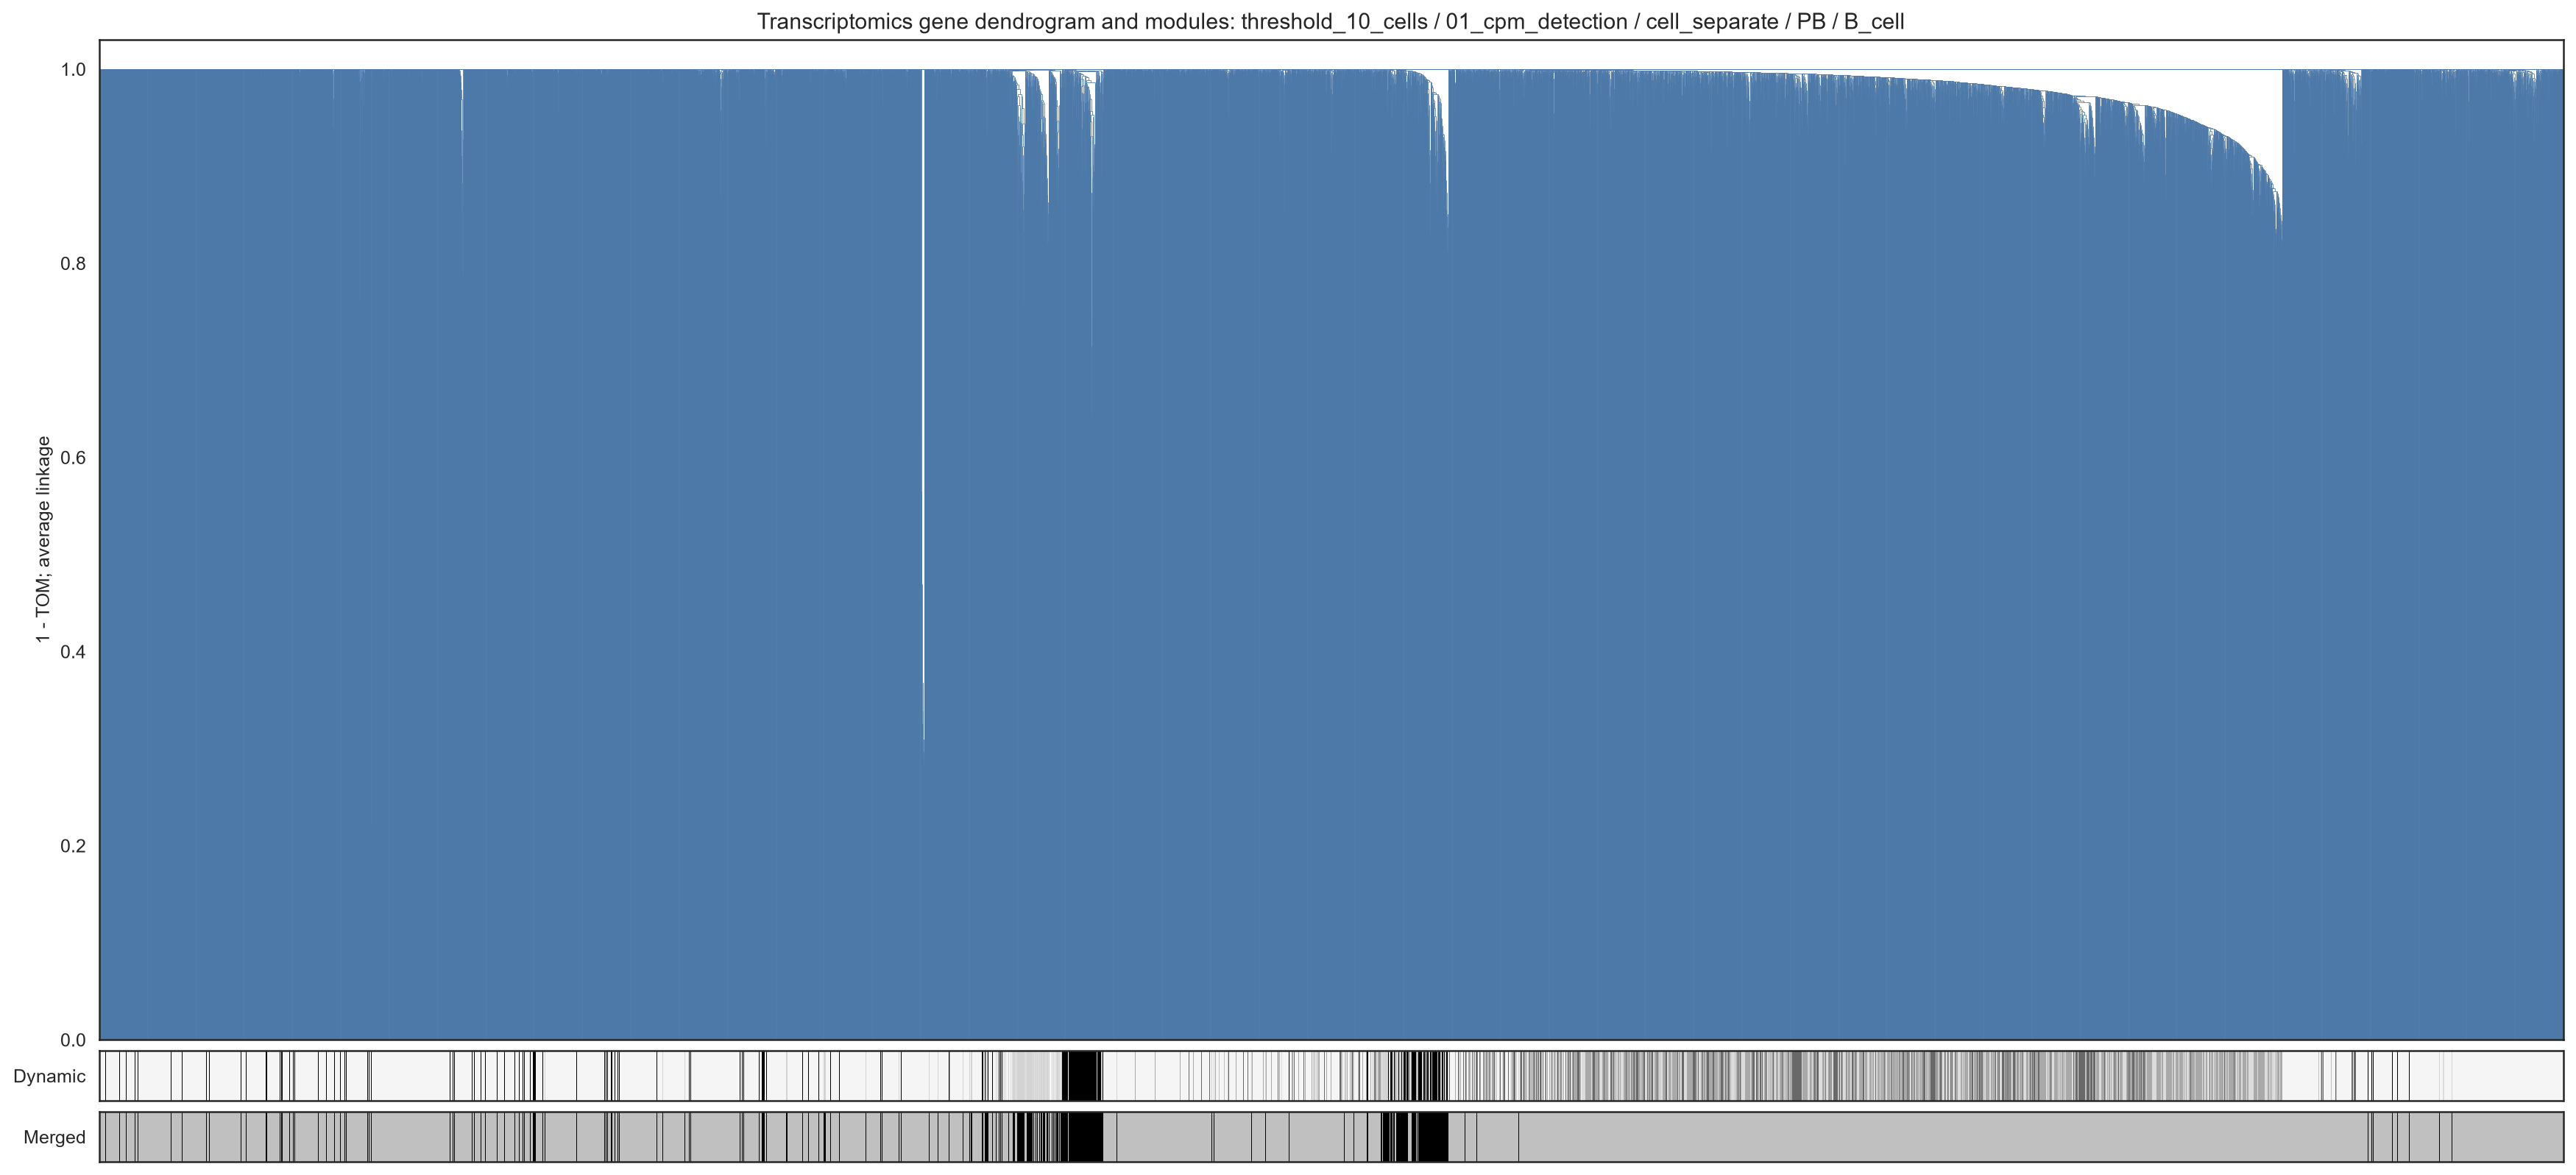 Transcriptomics gene dendrogram and modules: threshold_10_cells / 01_cpm_detection / cell_separate / PB / B_cell
1.0
0.8
0.6
0.4
0.2
0.0
1 - TOM; average linkage
Dynamic
Merged